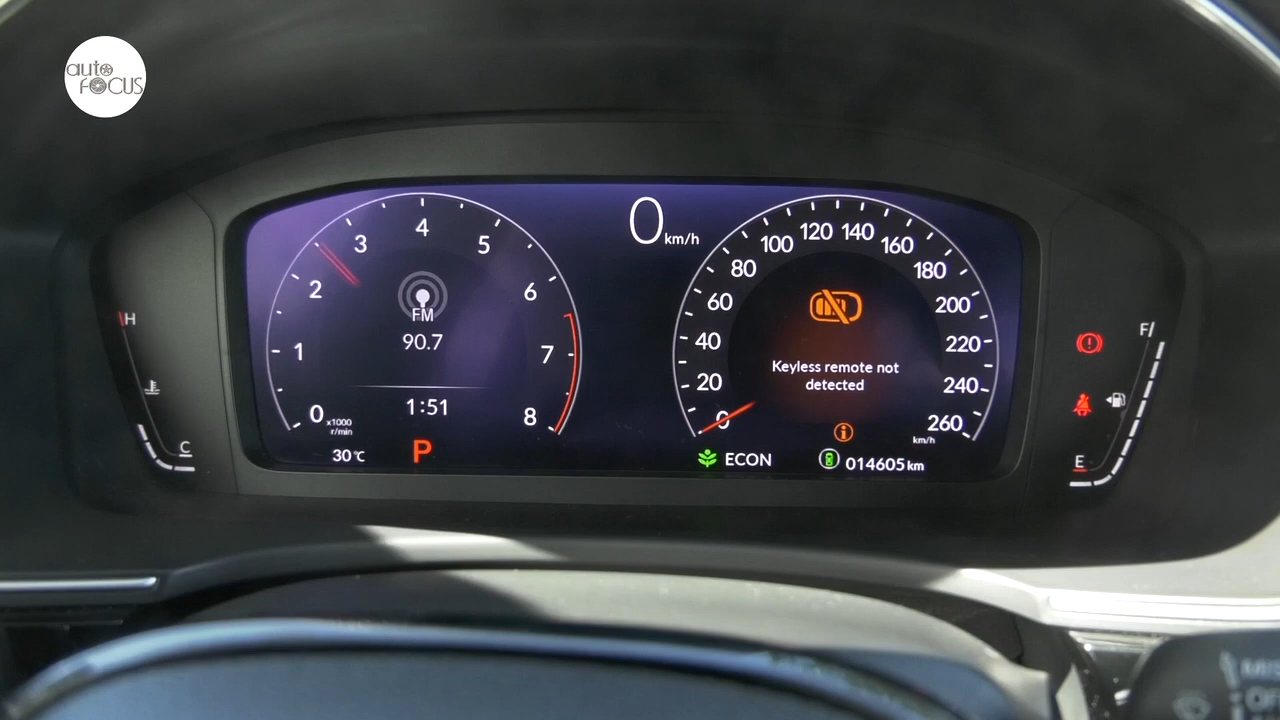 auto
FOCUS
0 km/h
0
1
2
3
4
5
6
7
8
x1000
r/min
FM
90.7
1:51
30°C
P
0
20
40
60
80
100
120
140
160
180
200
220
240
260
km/h
Keyless remote not
detected
ECON
014605 km
H
C
F
E
OF